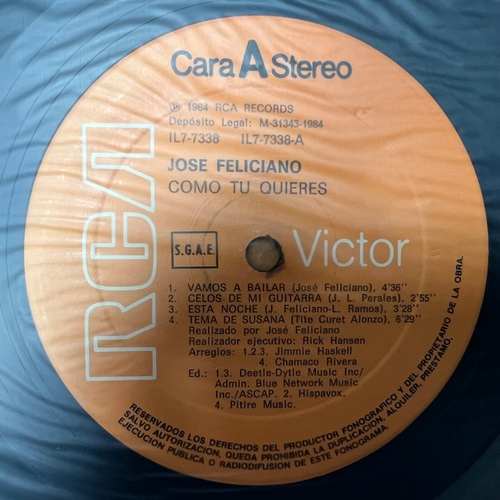 Cara A Stereo
℗ 1984 RCA RECORDS
Depósito Legal: M-31343-1984
IL7-7338 IL7-7338-A
JOSE FELICIANO
COMO TU QUIERES
RCA
S.G.A.E.
Victor
1. VAMOS A BAILAR (José Feliciano), 4'36''
2. CELOS DE MI GUITARRA (J. L. Perales), 2'55''
3. ESTA NOCHE (J. Feliciano-L. Ramos), 3'28''
4. TEMA DE SUSANA (Tite Curet Alonzo), 6'29''
Realizado por José Feliciano
Realizador ejecutivo: Rick Hansen
Arreglos: 1.2.3. Jimmie Haskell
4. Chamaco Rivera
Ed.: 1.3. Deetle-Dytle Music Inc/
Admin. Blue Network Music
Inc./ASCAP. 2. Hispavox.
4. Pitire Music.
RESERVADOS LOS DERECHOS DEL PRODUCTOR FONOGRAFICO Y DEL PROPIETARIO DE LA OBRA.
SALVO AUTORIZACION, QUEDA PROHIBIDA LA DUPLICACION, ALQUILER, PRESTAMO,
EJECUCION PUBLICA O RADIODIFUSION DE ESTE FONOGRAMA.